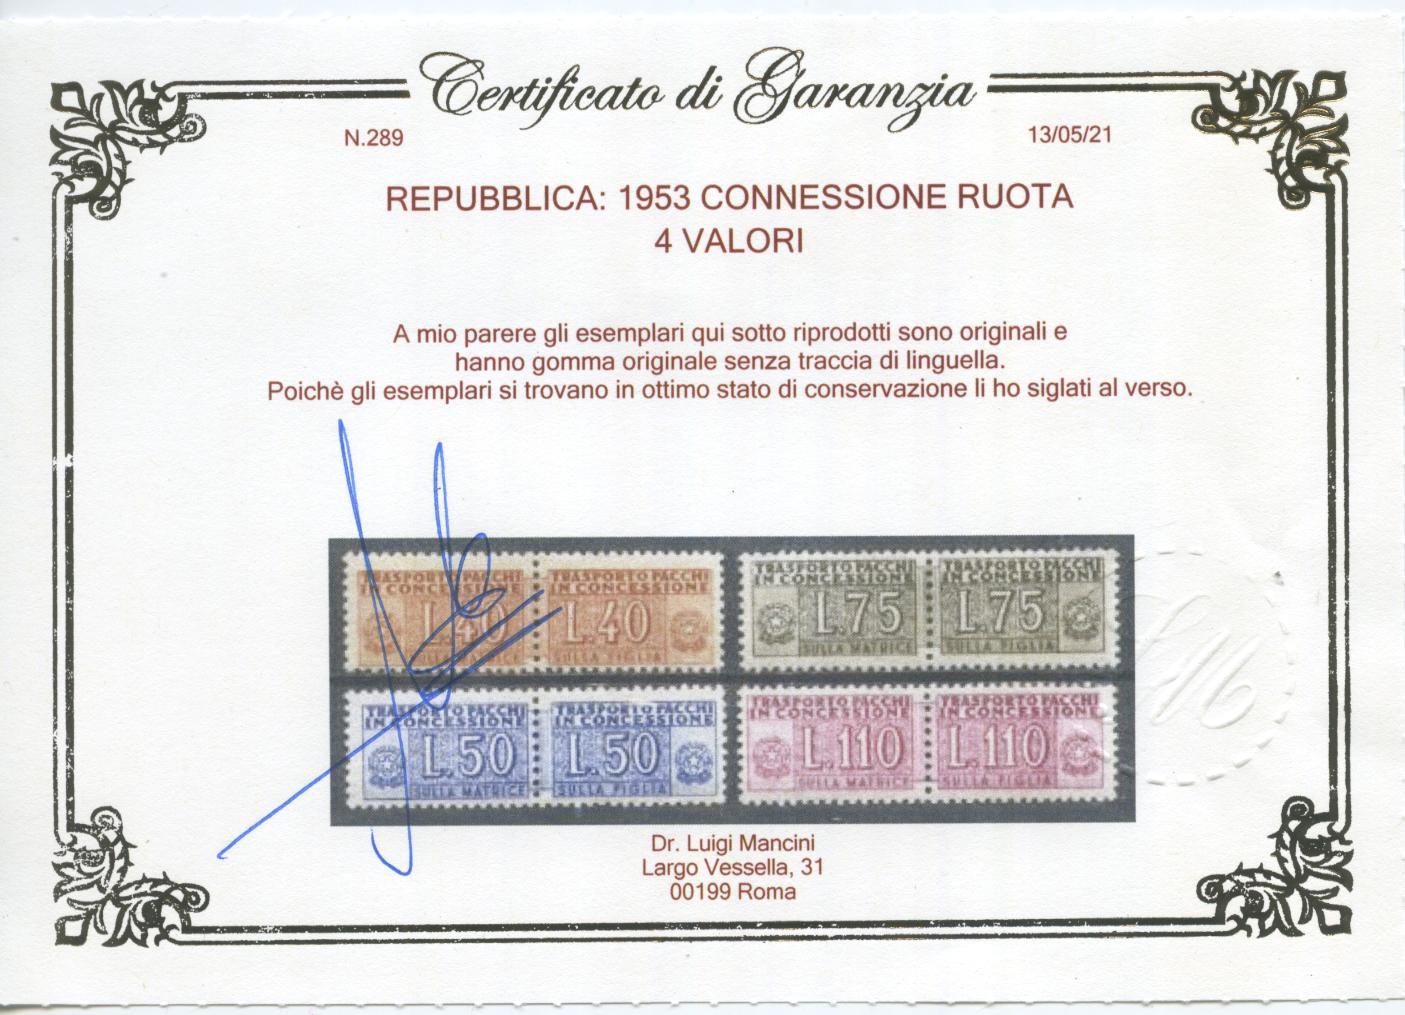 Certificato di Garanzia
N.289
13/05/21
REPUBBLICA: 1953 CONNESSIONE RUOTA
4 VALORI
A mio parere gli esemplari qui sotto riprodotti sono originali e
hanno gomma originale senza traccia di linguella.
Poichè gli esemplari si trovano in ottimo stato di conservazione li ho siglati al verso.
TRASPORTO PACCHI
IN CONCESSIONE
L.40
SULLA MATRICE
TRASPORTO PACCHI
IN CONCESSIONE
L.40
SULLA FIGLIA
TRASPORTO PACCHI
IN CONCESSIONE
L.75
SULLA MATRICE
TRASPORTO PACCHI
IN CONCESSIONE
L.75
SULLA FIGLIA
TRASPORTO PACCHI
IN CONCESSIONE
L.50
SULLA MATRICE
TRASPORTO PACCHI
IN CONCESSIONE
L.50
SULLA FIGLIA
TRASPORTO PACCHI
IN CONCESSIONE
L.110
SULLA MATRICE
TRASPORTO PACCHI
IN CONCESSIONE
L.110
SULLA FIGLIA
Dr. Luigi Mancini
Largo Vessella, 31
00199 Roma